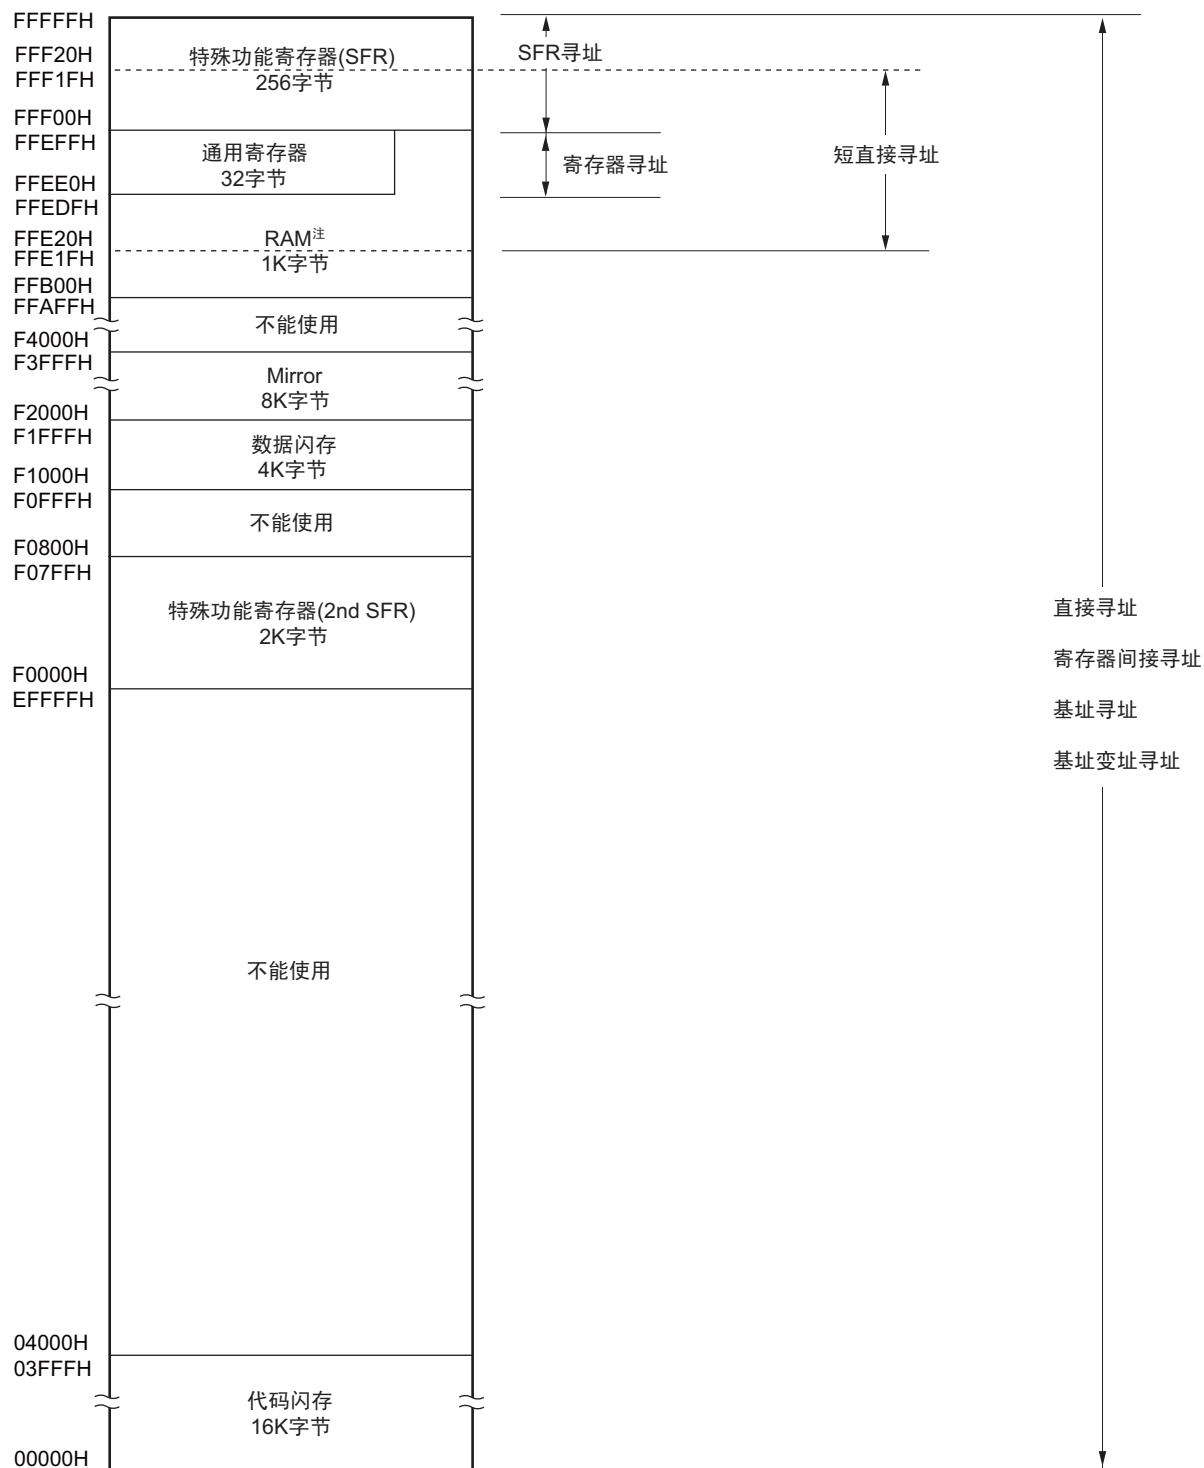 FFFFFH
FFF20H
FFF1FH
特殊功能寄存器(SFR)
256字节
SFR寻址
FFF00H
FFEFFH
通用寄存器
32字节
寄存器寻址
短直接寻址
FFEE0H
FFEDFH
FFE20H
FFE1FH
RAM注
1K字节
FFB00H
FFAFFH
不能使用
F4000H
F3FFFH
Mirror
8K字节
F2000H
F1FFFH
数据闪存
4K字节
F1000H
F0FFFH
不能使用
F0800H
F07FFH
特殊功能寄存器(2nd SFR)
2K字节
直接寻址
寄存器间接寻址
F0000H
EFFFFH
基址寻址
基址变址寻址
不能使用
04000H
03FFFH
代码闪存
16K字节
00000H